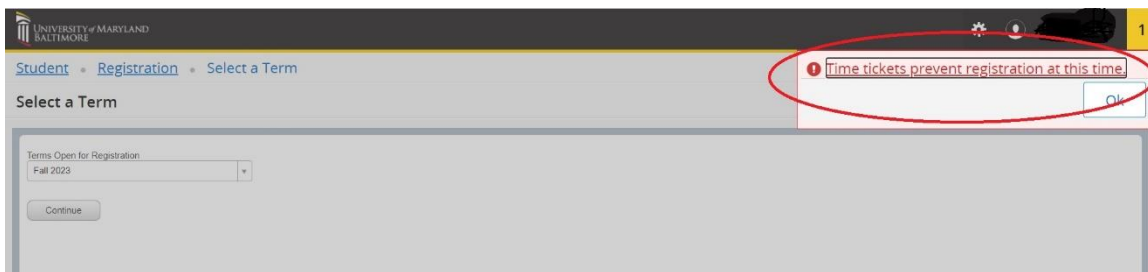 UNIVERSITY of MARYLAND
BALTIMORE
1
Student • Registration • Select a Term
Time tickets prevent registration at this time.
Select a Term
Ok
Terms Open for Registration
Fall 2023
Continue